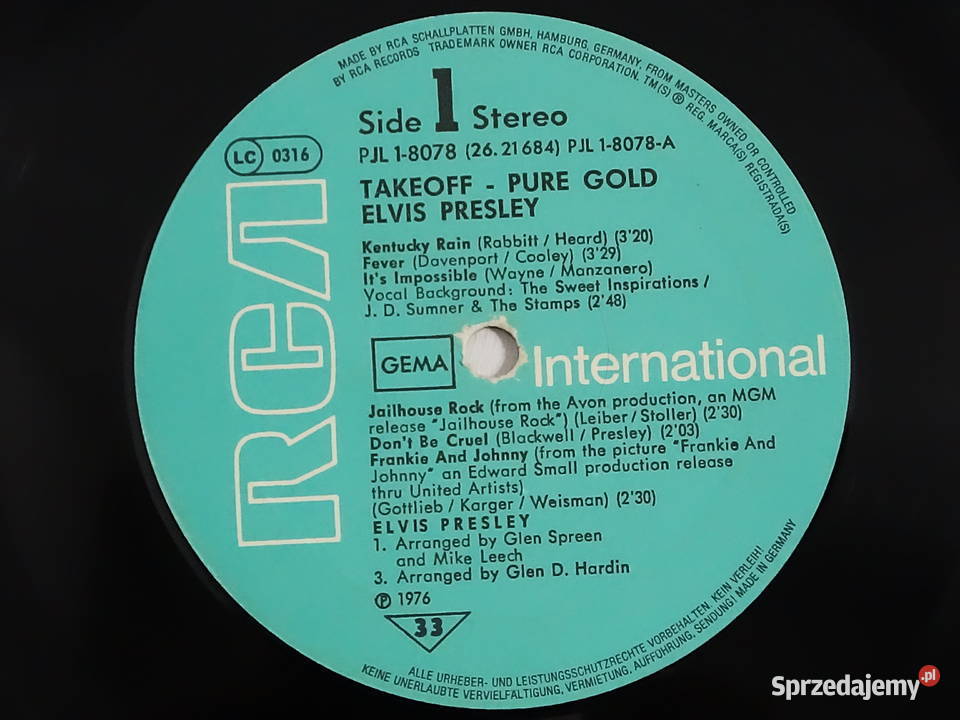 MADE BY RCA SCHALLPLATTEN GMBH, HAMBURG, GERMANY, FROM MASTERS OWNED OR CONTROLLED
BY RCA RECORDS TRADEMARK OWNER RCA CORPORATION. TM(S) ® REG. MARCA(S) REGISTRADA(S)
Side 1 Stereo
PJL 1-8078 (26.21684) PJL 1-8078-A
LC 0316
TAKEOFF - PURE GOLD
ELVIS PRESLEY
Kentucky Rain (Rabbitt / Heard) (3'20)
Fever (Davenport / Cooley) (3'29)
It's Impossible (Wayne / Manzanero)
Vocal Background: The Sweet Inspirations /
J. D. Sumner & The Stamps (2'48)
RCA
GEMA
International
Jailhouse Rock (from the Avon production, an MGM
release "Jailhouse Rock") (Leiber / Stoller) (2'30)
Don't Be Cruel (Blackwell / Presley) (2'03)
Frankie And Johnny (from the picture "Frankie And
Johnny" an Edward Small production release
thru United Artists)
(Gottlieb / Karger / Weisman) (2'30)
ELVIS PRESLEY
1. Arranged by Glen Spreen
and Mike Leech
3. Arranged by Glen D. Hardin
℗ 1976
33
ALLE URHEBER- UND LEISTUNGSSCHUTZRECHTE VORBEHALTEN. KEIN VERLEIH!
KEINE UNERLAUBTE VERVIELFÄLTIGUNG, VERMIETUNG, AUFFÜHRUNG, SENDUNG! MADE IN GERMANY
Sprzedajemy.pl